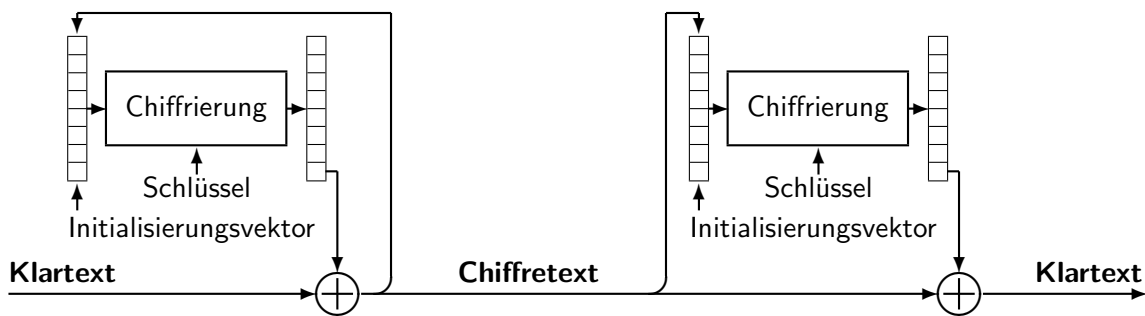 Chiffrierung
Schlüssel
Initialisierungsvektor
Chiffrierung
Schlüssel
Initialisierungsvektor
Klartext
Chiffretext
Klartext